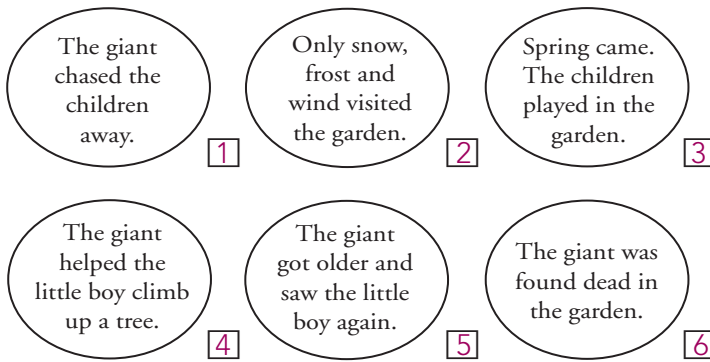 The giant
chased the
children
away.
1
Only snow,
frost and
wind visited
the garden.
2
Spring came.
The children
played in the
garden.
3
The giant
helped the
little boy climb
up a tree.
4
The giant
got older and
saw the little
boy again.
5
The giant was
found dead in
the garden.
6